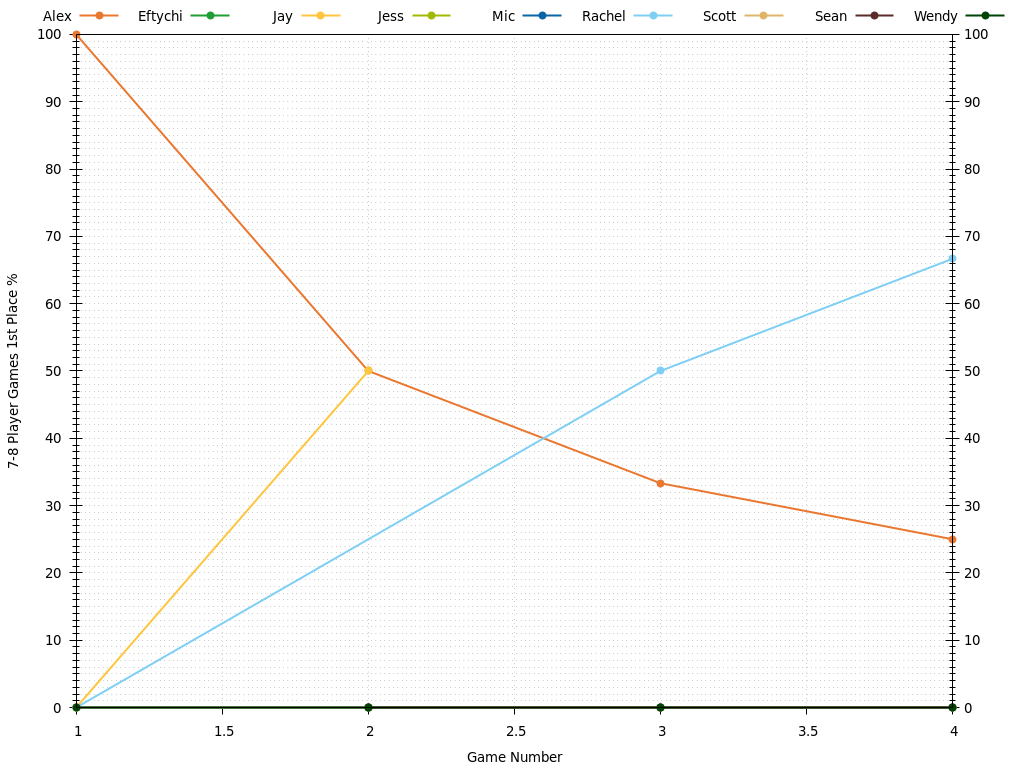 Alex Eftychi Jay Jess Mic Rachel Scott Sean Wendy
100 100
90 90
80 80
70 70
60 60
50 50
40 40
30 30
20 20
10 10
0 0
1 1.5 2 2.5 3 3.5 4
7-8 Player Games 1st Place %
Game Number